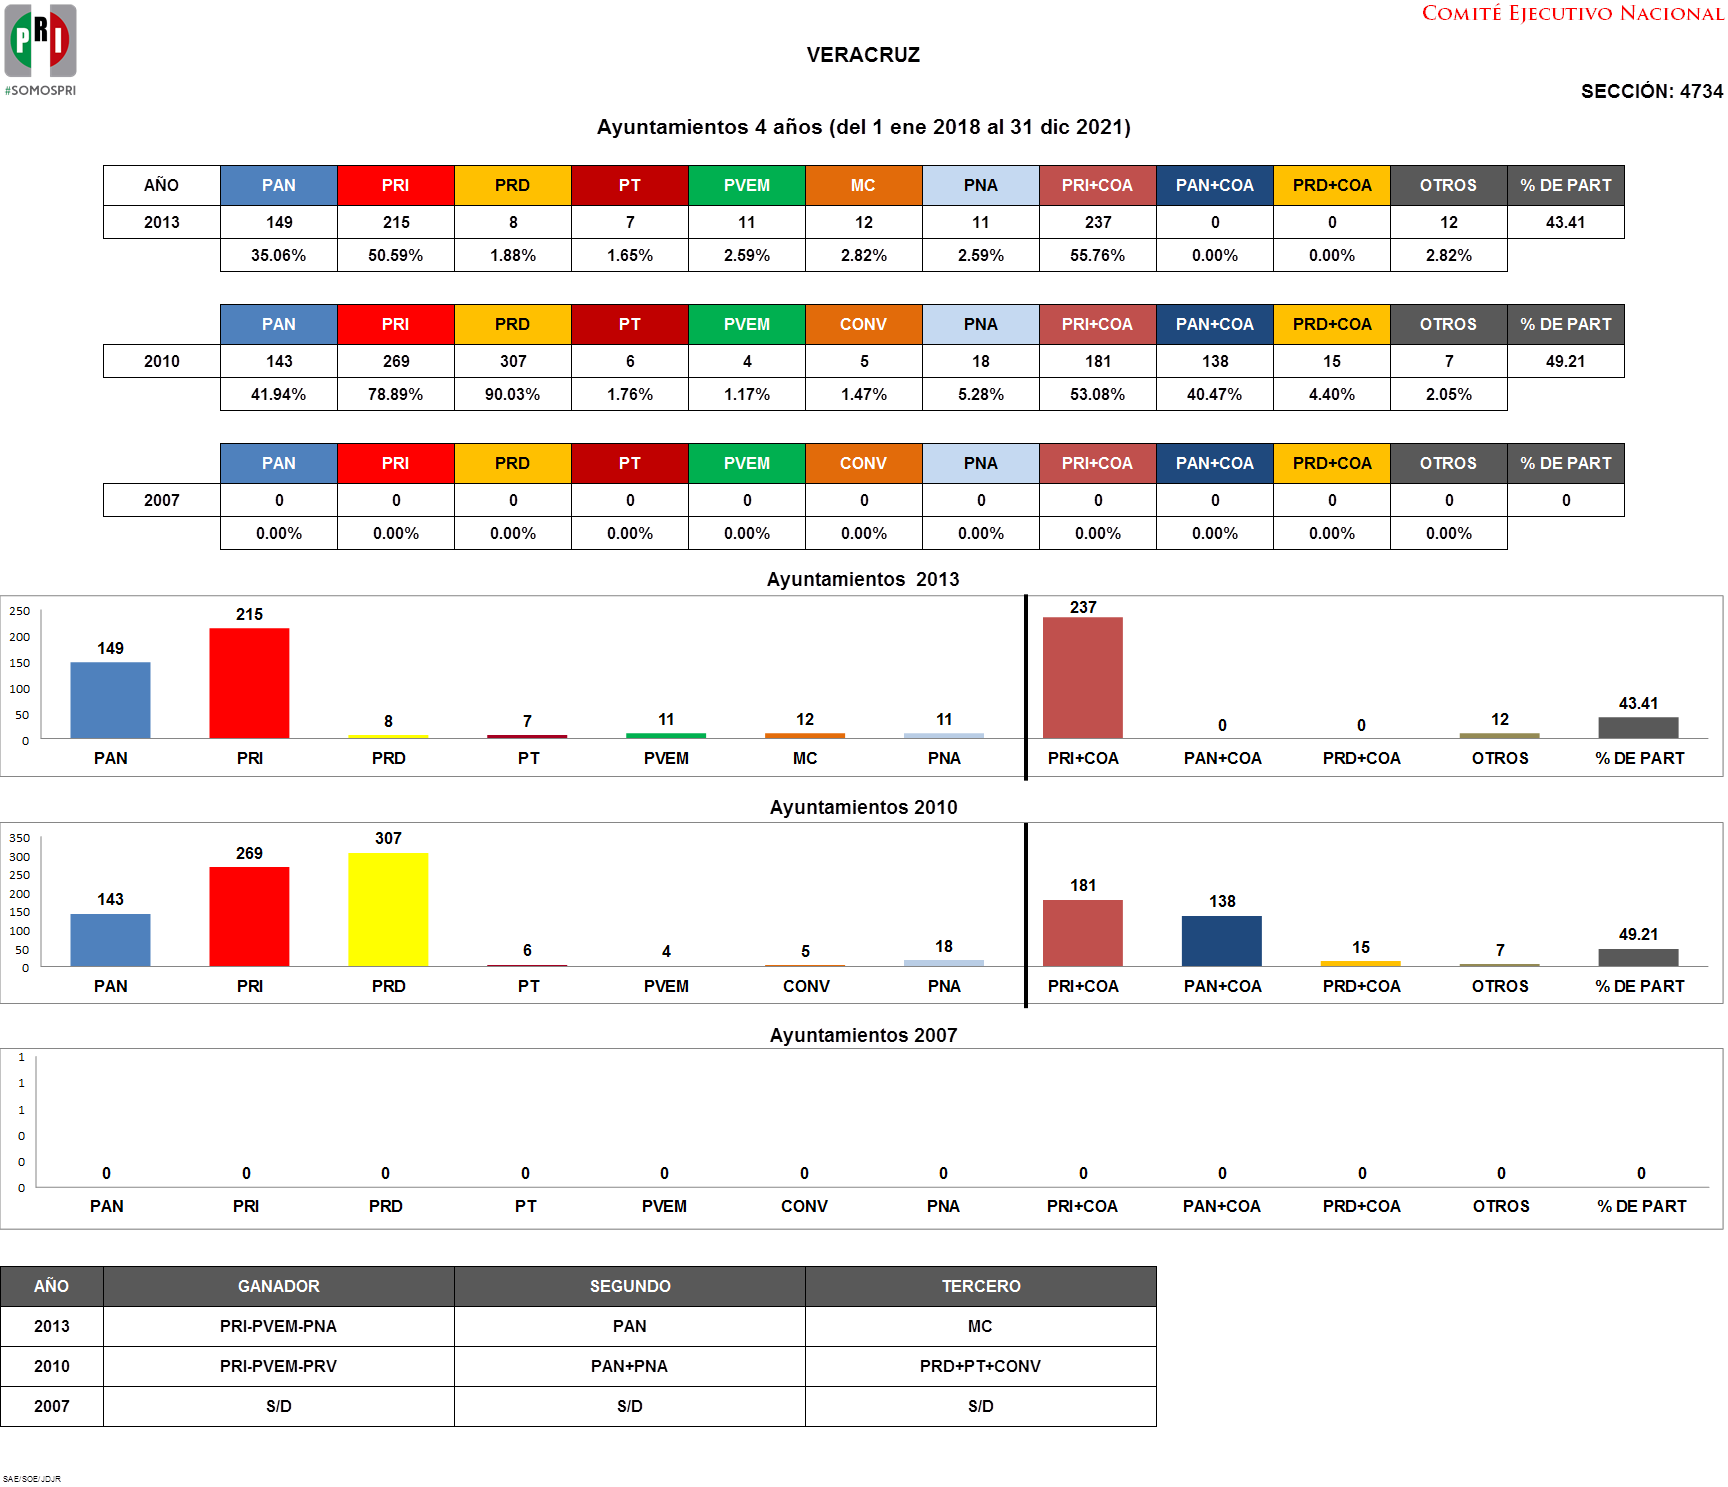 PRI
#SOMOSPRI
COMITÉ EJECUTIVO NACIONAL
VERACRUZ
SECCIÓN: 4734
Ayuntamientos 4 años (del 1 ene 2018 al 31 dic 2021)
AÑO PAN PRI PRD PT PVEM MC PNA PRI+COA PAN+COA PRD+COA OTROS % DE PART
2013 149 215 8 7 11 12 11 237 0 0 12 43.41
35.06% 50.59% 1.88% 1.65% 2.59% 2.82% 2.59% 55.76% 0.00% 0.00% 2.82%
PAN PRI PRD PT PVEM CONV PNA PRI+COA PAN+COA PRD+COA OTROS % DE PART
2010 143 269 307 6 4 5 18 181 138 15 7 49.21
41.94% 78.89% 90.03% 1.76% 1.17% 1.47% 5.28% 53.08% 40.47% 4.40% 2.05%
PAN PRI PRD PT PVEM CONV PNA PRI+COA PAN+COA PRD+COA OTROS % DE PART
2007 0 0 0 0 0 0 0 0 0 0 0 0
0.00% 0.00% 0.00% 0.00% 0.00% 0.00% 0.00% 0.00% 0.00% 0.00% 0.00%
Ayuntamientos 2013
250
200
150
100
50
0
149 215 8 7 11 12 11 237 0 0 12 43.41
PAN PRI PRD PT PVEM MC PNA PRI+COA PAN+COA PRD+COA OTROS % DE PART
Ayuntamientos 2010
350
300
250
200
150
100
50
0
143 269 307 6 4 5 18 181 138 15 7 49.21
PAN PRI PRD PT PVEM CONV PNA PRI+COA PAN+COA PRD+COA OTROS % DE PART
Ayuntamientos 2007
1
1
1
0
0
0
0 0 0 0 0 0 0 0 0 0 0 0
PAN PRI PRD PT PVEM CONV PNA PRI+COA PAN+COA PRD+COA OTROS % DE PART
AÑO GANADOR SEGUNDO TERCERO
2013 PRI-PVEM-PNA PAN MC
2010 PRI-PVEM-PRV PAN+PNA PRD+PT+CONV
2007 S/D S/D S/D
SAE/SOE/JDJR